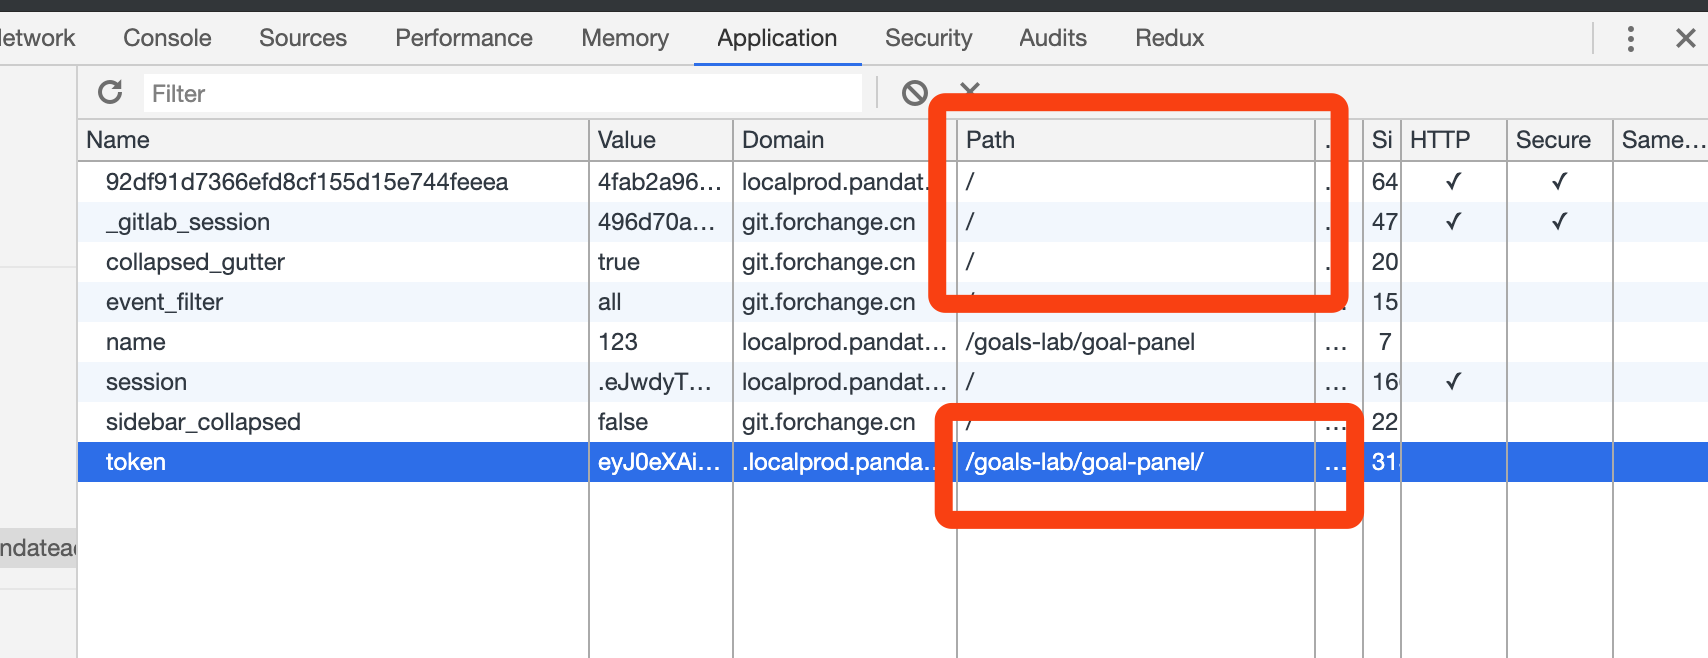 Network Console Sources Performance Memory Application Security Audits Redux
Filter
Name Value Domain Path . Si HTTP Secure Same...
92df91d7366efd8cf155d15e744feeea 4fab2a96... localprod.pandat. / . 64 ✓ ✓
_gitlab_session 496d70a... git.forchange.cn / . 47 ✓ ✓
collapsed_gutter true git.forchange.cn / . 20
event_filter all git.forchange.cn / . 15
name 123 localprod.pandat... /goals-lab/goal-panel ... 7
session .eJwdyT... localprod.pandat... / ... 16 ✓
sidebar_collapsed false git.forchange.cn / ... 22
token eyJ0eXAi... .localprod.panda... /goals-lab/goal-panel/ ... 31
ndatea